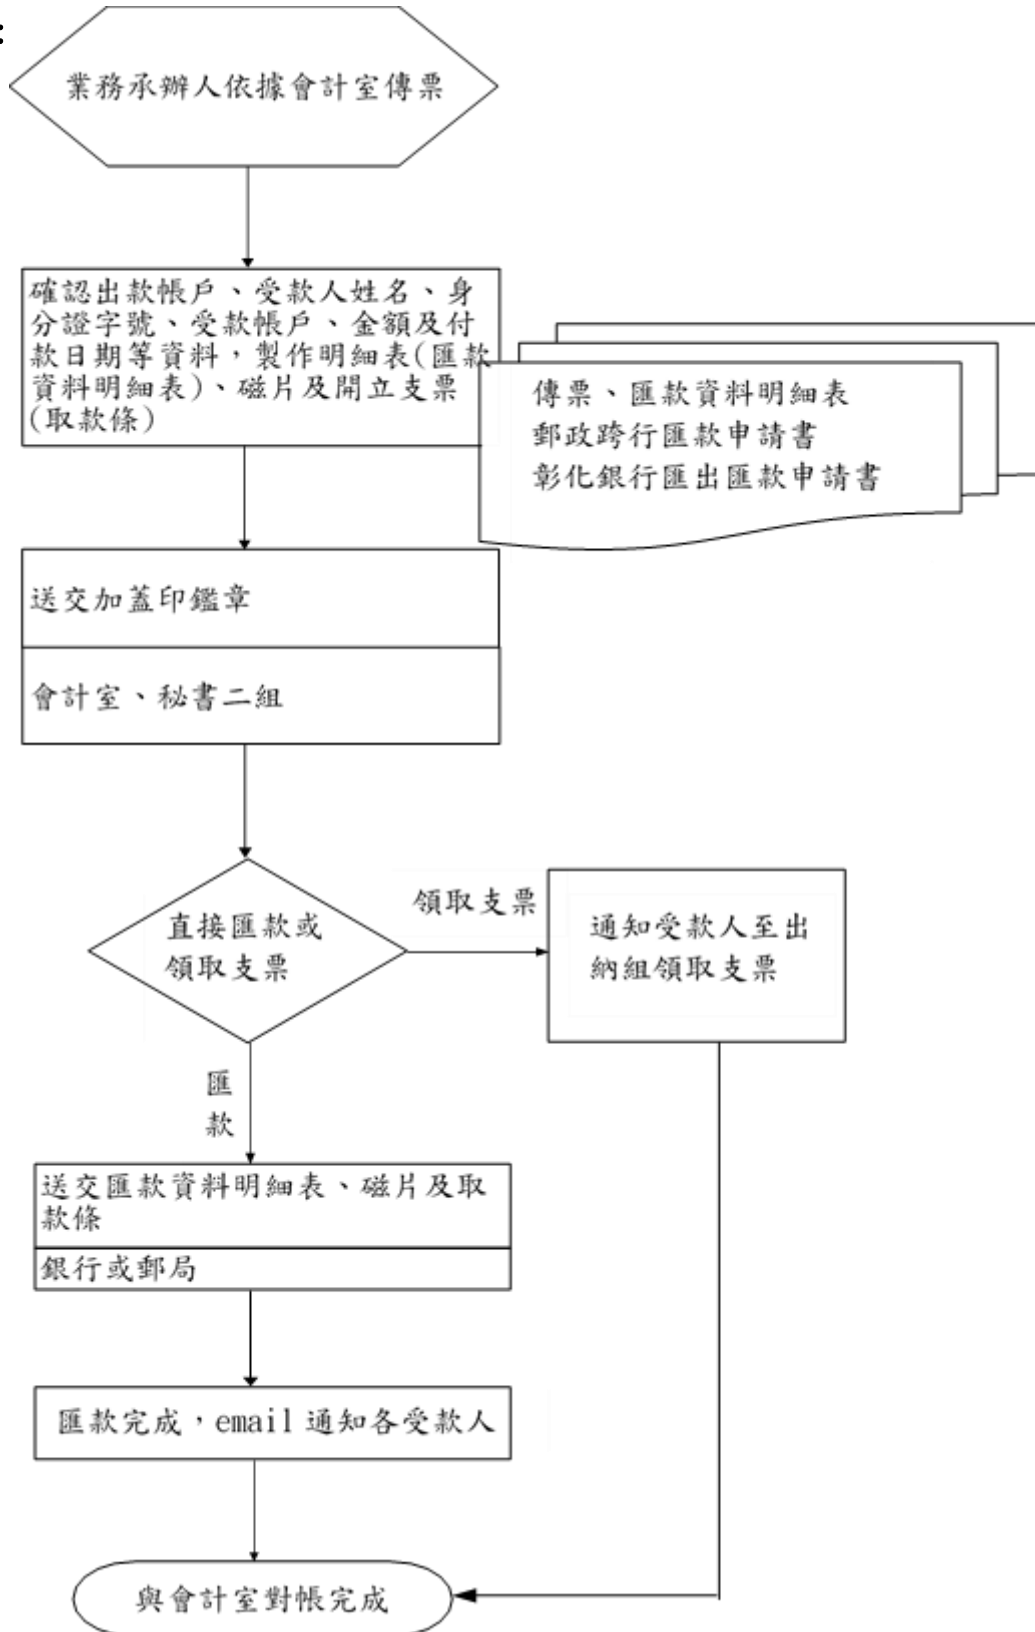 :
業務承辦人依據會計室傳票
確認出款帳戶、受款人姓名、身
分證字號、受款帳戶、金額及付
款日期等資料，製作明細表(匯款
資料明細表)、磁片及開立支票
(取款條)
傳票、匯款資料明細表
郵政跨行匯款申請書
彰化銀行匯出匯款申請書
送交加蓋印鑑章
會計室、秘書二組
直接匯款或
領取支票
領取支票
通知受款人至出
納組領取支票
匯
款
送交匯款資料明細表、磁片及取
款條
銀行或郵局
匯款完成，email 通知各受款人
與會計室對帳完成